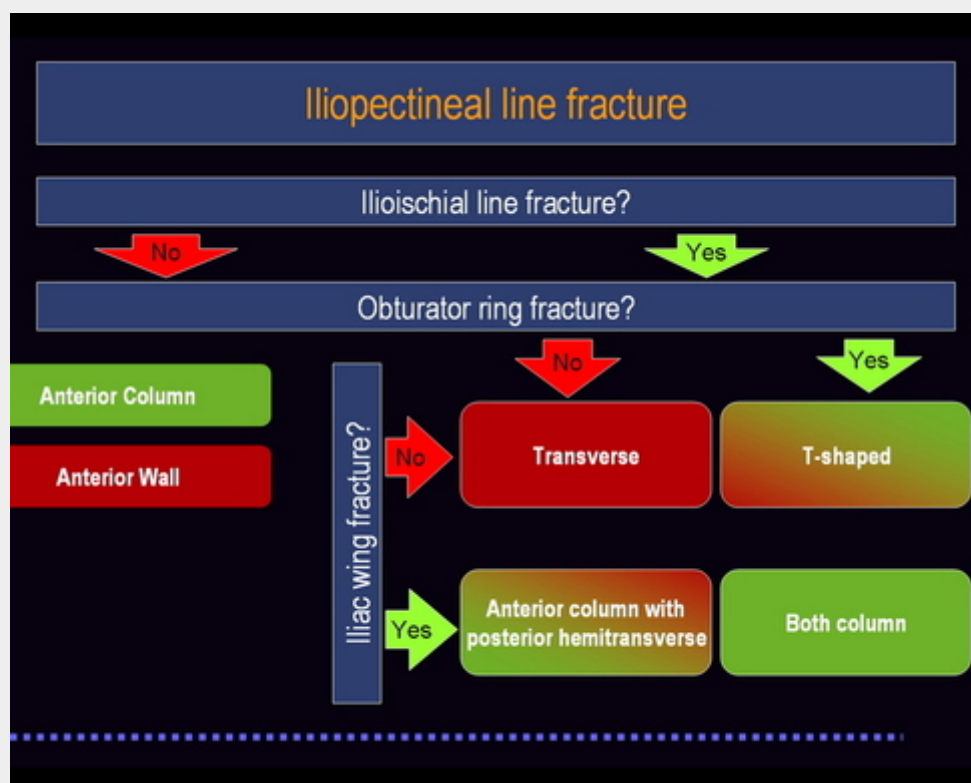 Iliopectineal line fracture
Ilioischial line fracture?
No
Yes
Obturator ring fracture?
No
Yes
Anterior Column
Anterior Wall
Iliac wing fracture?
No
Transverse
T-shaped
Yes
Anterior column with
posterior hemitransverse
Both column